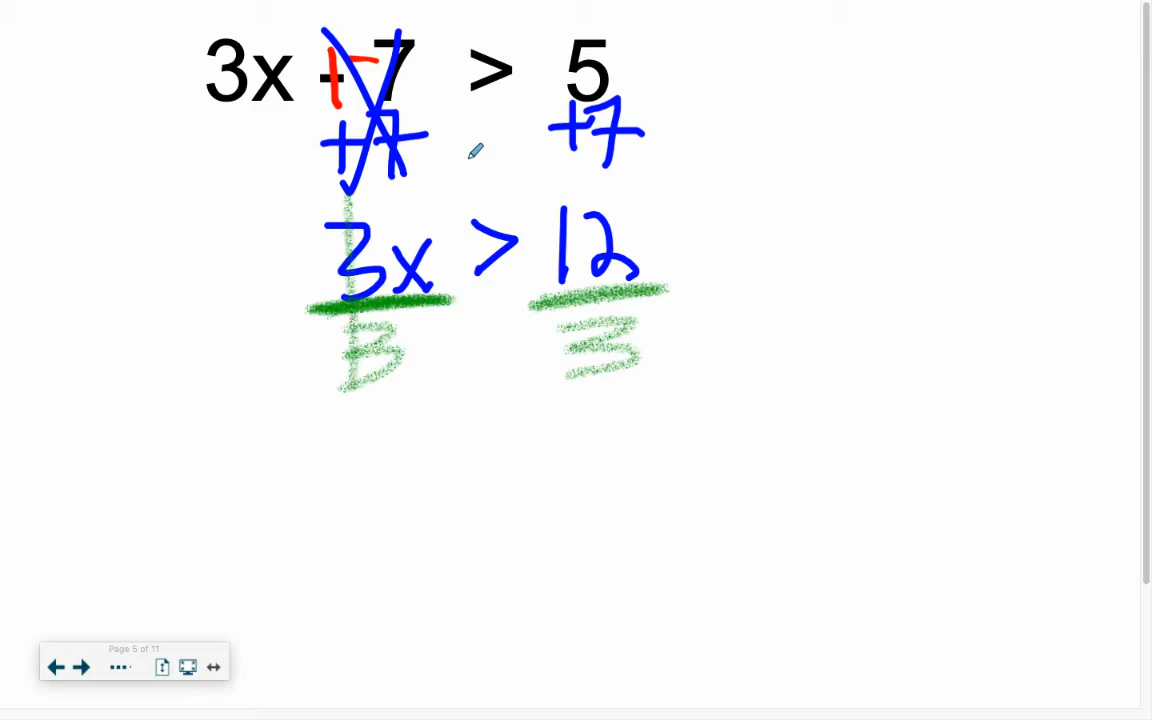 3x - 7 > 5
+7 +7
3x > 12
3 3
Page 5 of 11